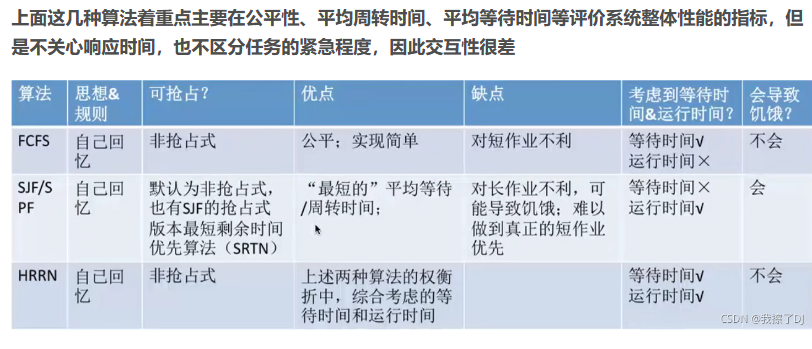 上面这几种算法着重点主要在公平性、平均周转时间、平均等待时间等评价系统整体性能的指标，但
是不关心响应时间，也不区分任务的紧急程度，因此交互性很差
算法 思想& 可抢占？ 优点 缺点 考虑到等待时 会导致
规则 间&运行时间？ 饥饿？
FCFS 自己回 非抢占式 公平；实现简单 对短作业不利 等待时间√ 不会
忆 运行时间×
SJF/S 自己回 默认为非抢占式， “最短的”平均等待 对长作业不利，可 等待时间× 会
PF 忆 也有SJF的抢占式 /周转时间； 能导致饥饿；难以 运行时间√
版本最短剩余时间 做到真正的短作业
优先算法（SRTN） 优先
HRRN 自己回 非抢占式 上述两种算法的权衡 等待时间√ 不会
忆 折中，综合考虑的等 运行时间√
待时间和运行时间
CSDN @我擦了DJ